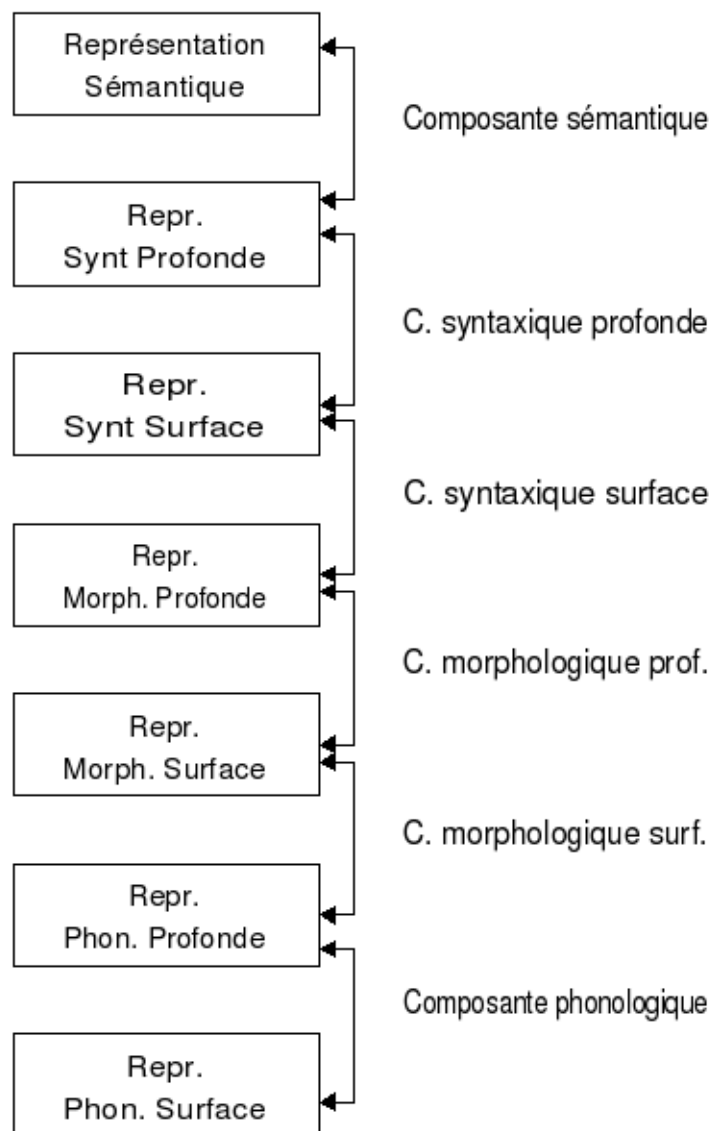 Représentation
Sémantique
Composante sémantique
Repr.
Synt Profonde
C. syntaxique profonde
Repr.
Synt Surface
C. syntaxique surface
Repr.
Morph. Profonde
C. morphologique prof.
Repr.
Morph. Surface
C. morphologique surf.
Repr.
Phon. Profonde
Composante phonologique
Repr.
Phon. Surface